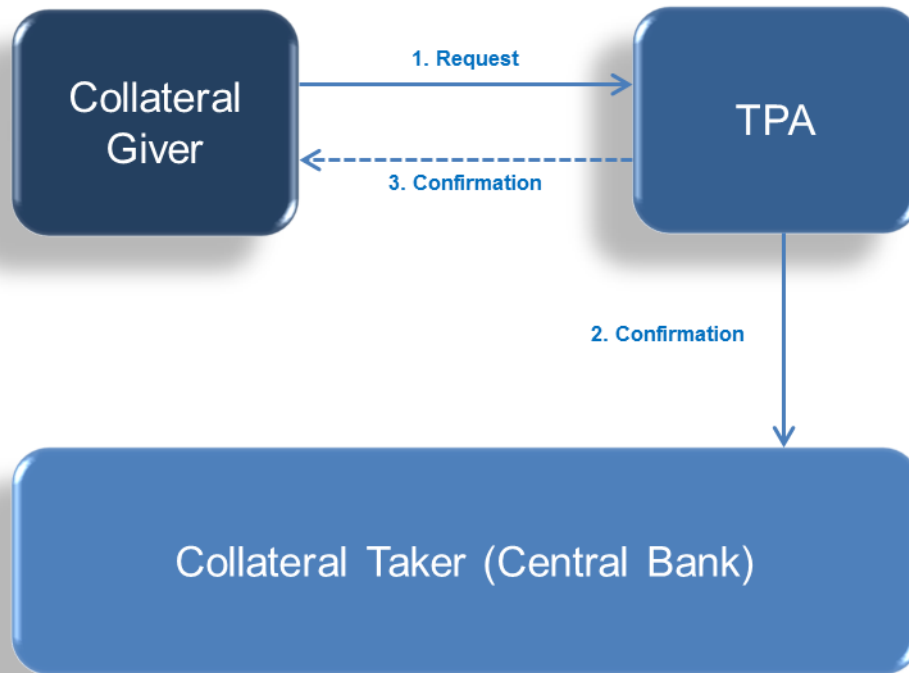 Collateral
Giver
1. Request
TPA
3. Confirmation
2. Confirmation
Collateral Taker (Central Bank)